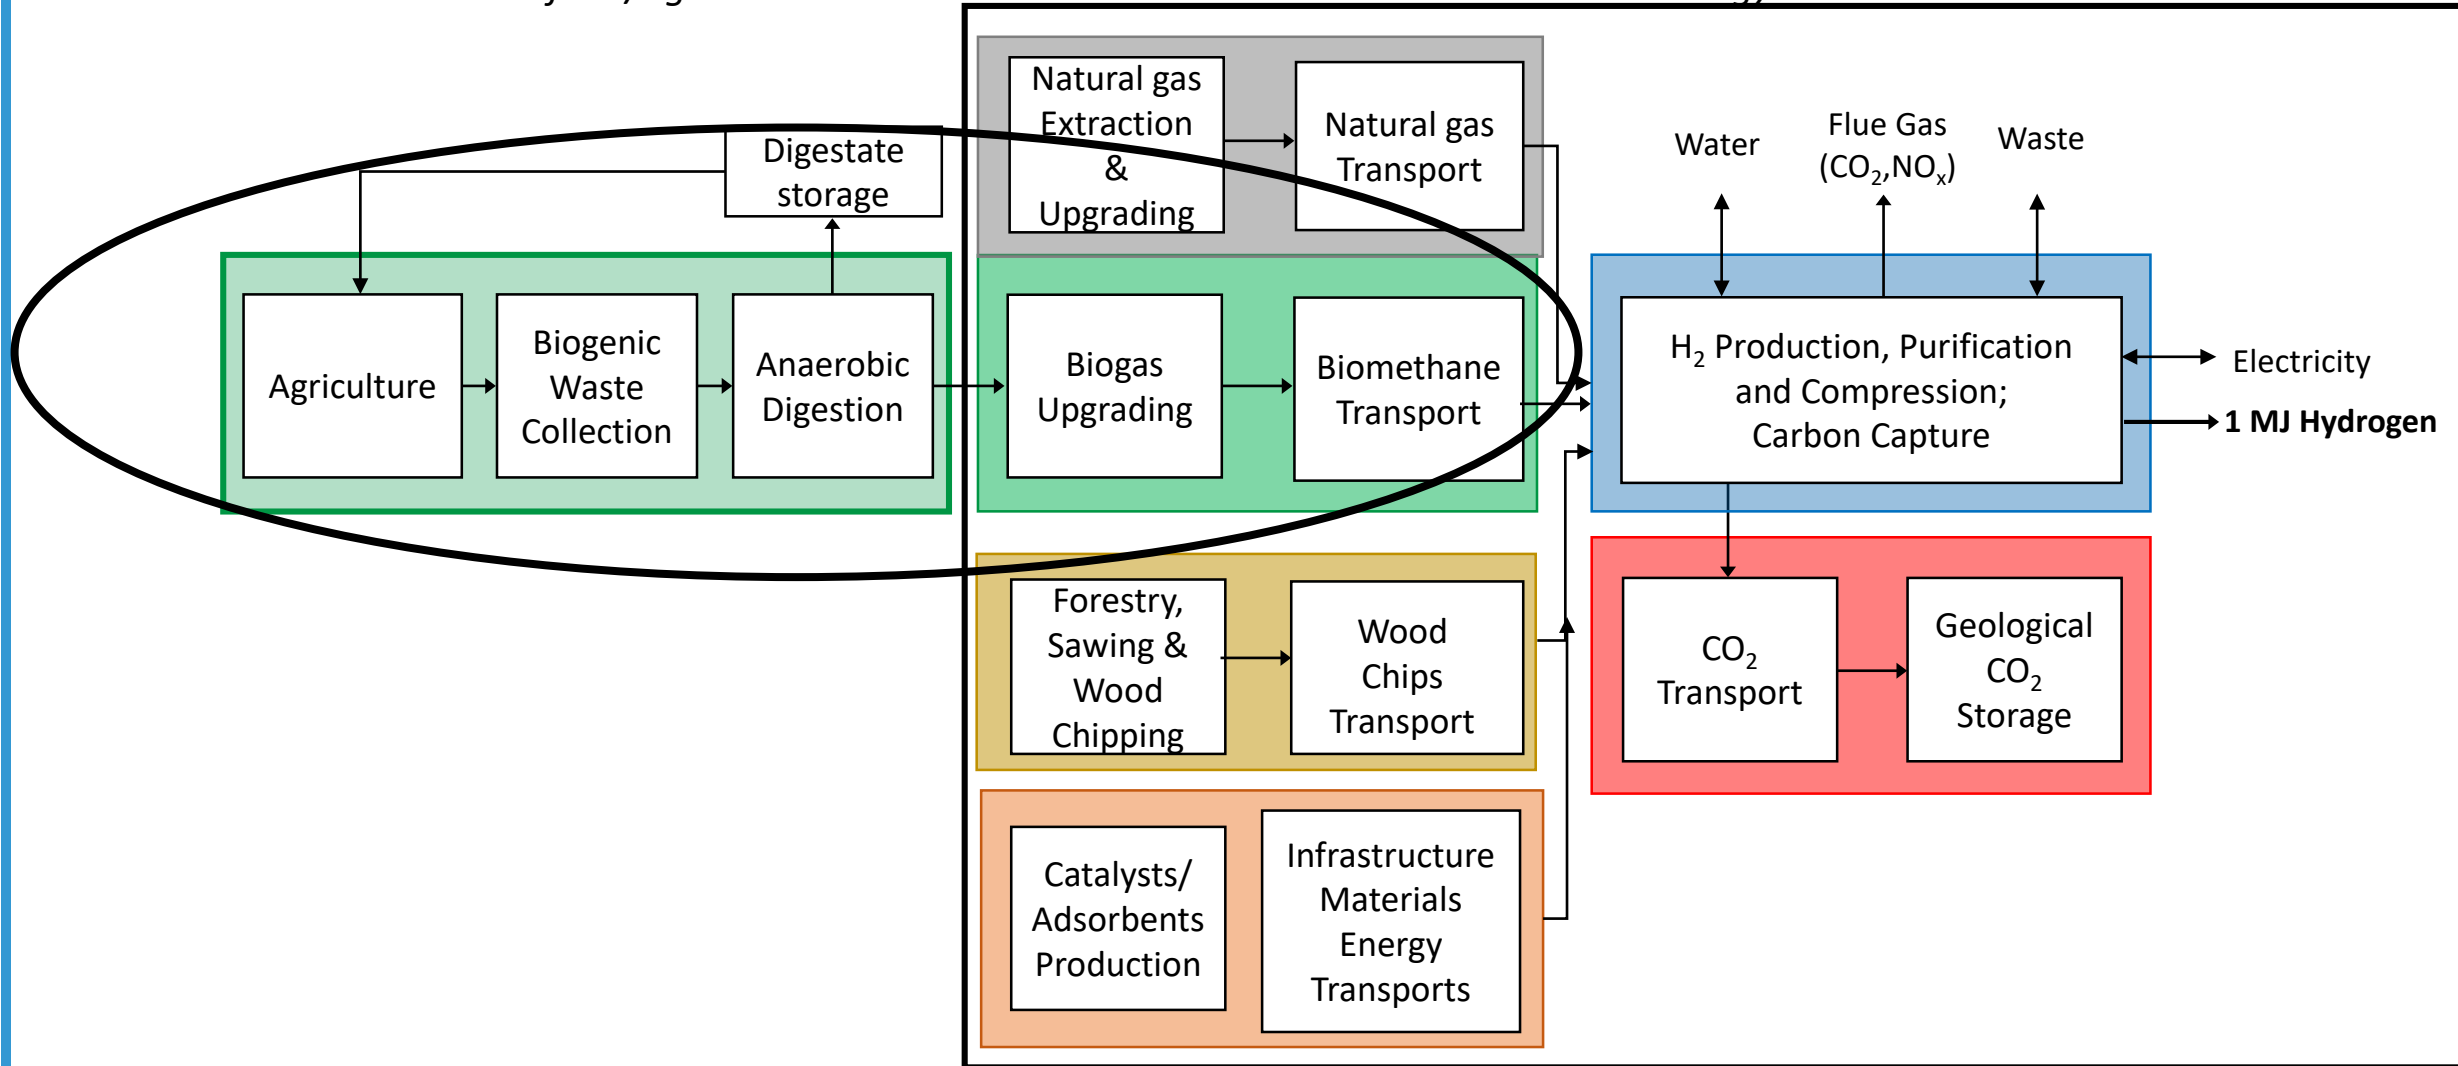 Natural gas
Extraction
&
Upgrading
Natural gas
Transport
Water
Flue Gas
(CO₂,NOₓ)
Waste
Digestate
storage
Agriculture
Biogenic
Waste
Collection
Anaerobic
Digestion
Biogas
Upgrading
Biomethane
Transport
H₂ Production, Purification
and Compression;
Carbon Capture
Electricity
1 MJ Hydrogen
Forestry,
Sawing &
Wood
Chipping
Wood
Chips
Transport
CO₂
Transport
Geological
CO₂
Storage
Catalysts/
Adsorbents
Production
Infrastructure
Materials
Energy
Transports